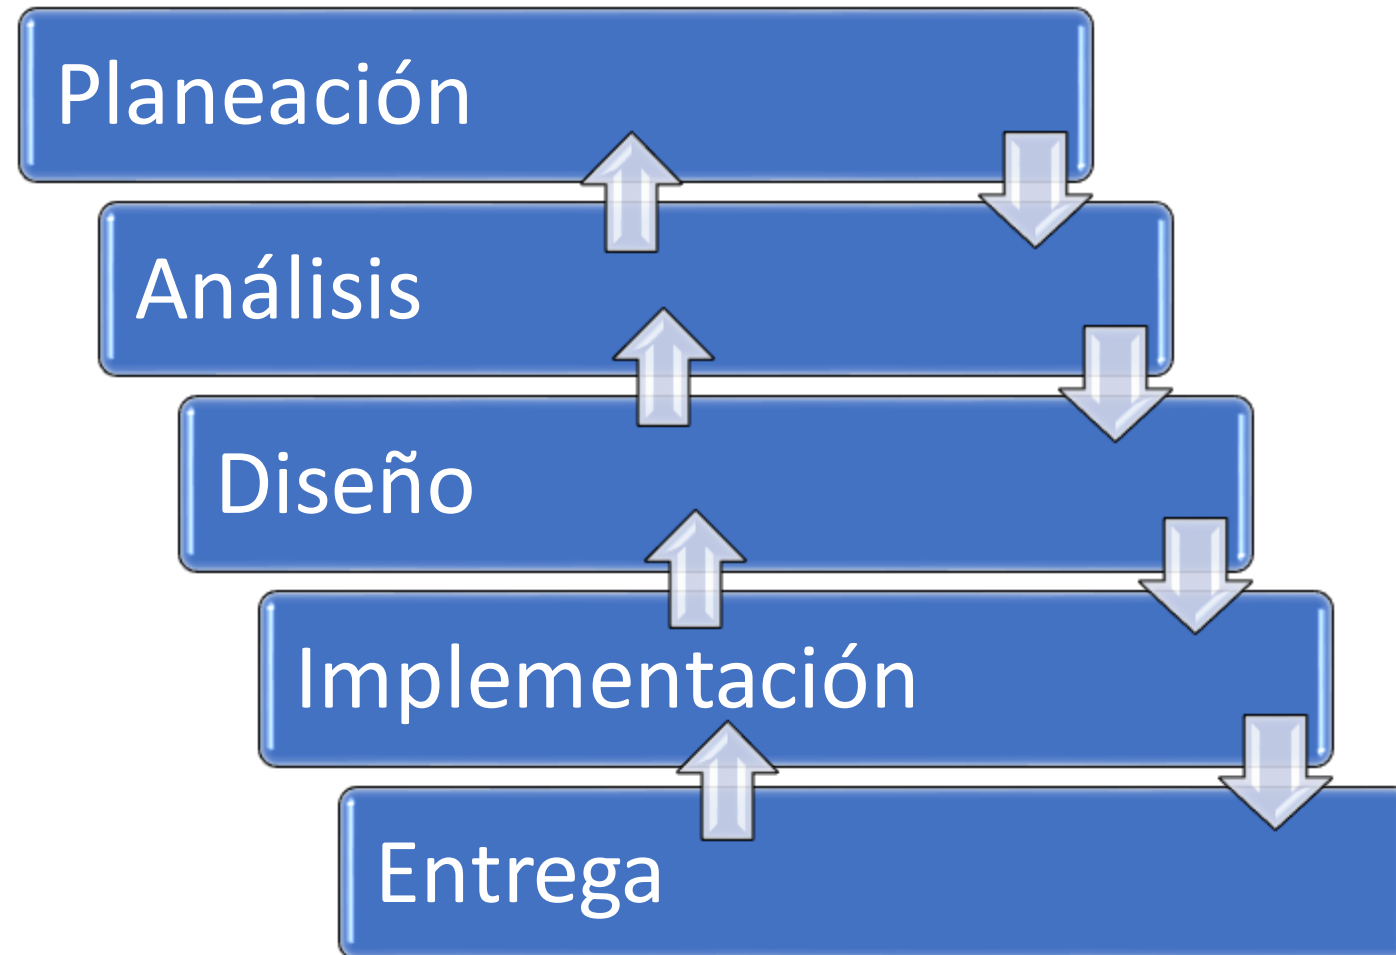 Planeación
Análisis
Diseño
Implementación
Entrega